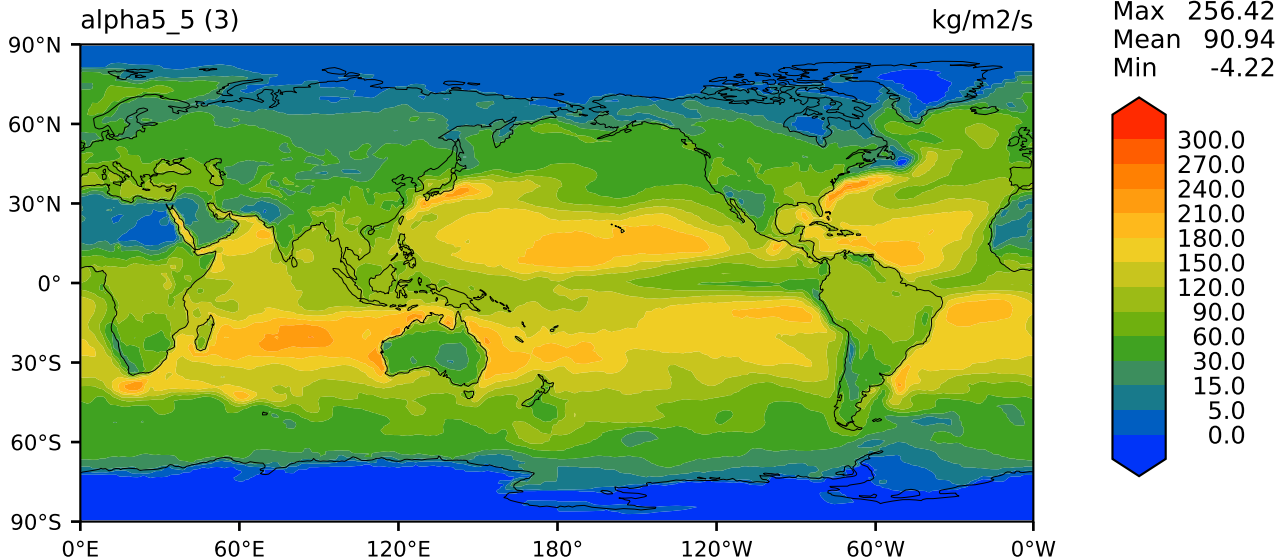 alpha5_5 (3) kg/m2/s
Max 256.42
Mean 90.94
Min -4.22
90°N
60°N
30°N
0°
30°S
60°S
90°S
0°E 60°E 120°E 180° 120°W 60°W 0°W
300.0
270.0
240.0
210.0
180.0
150.0
120.0
90.0
60.0
30.0
15.0
5.0
0.0